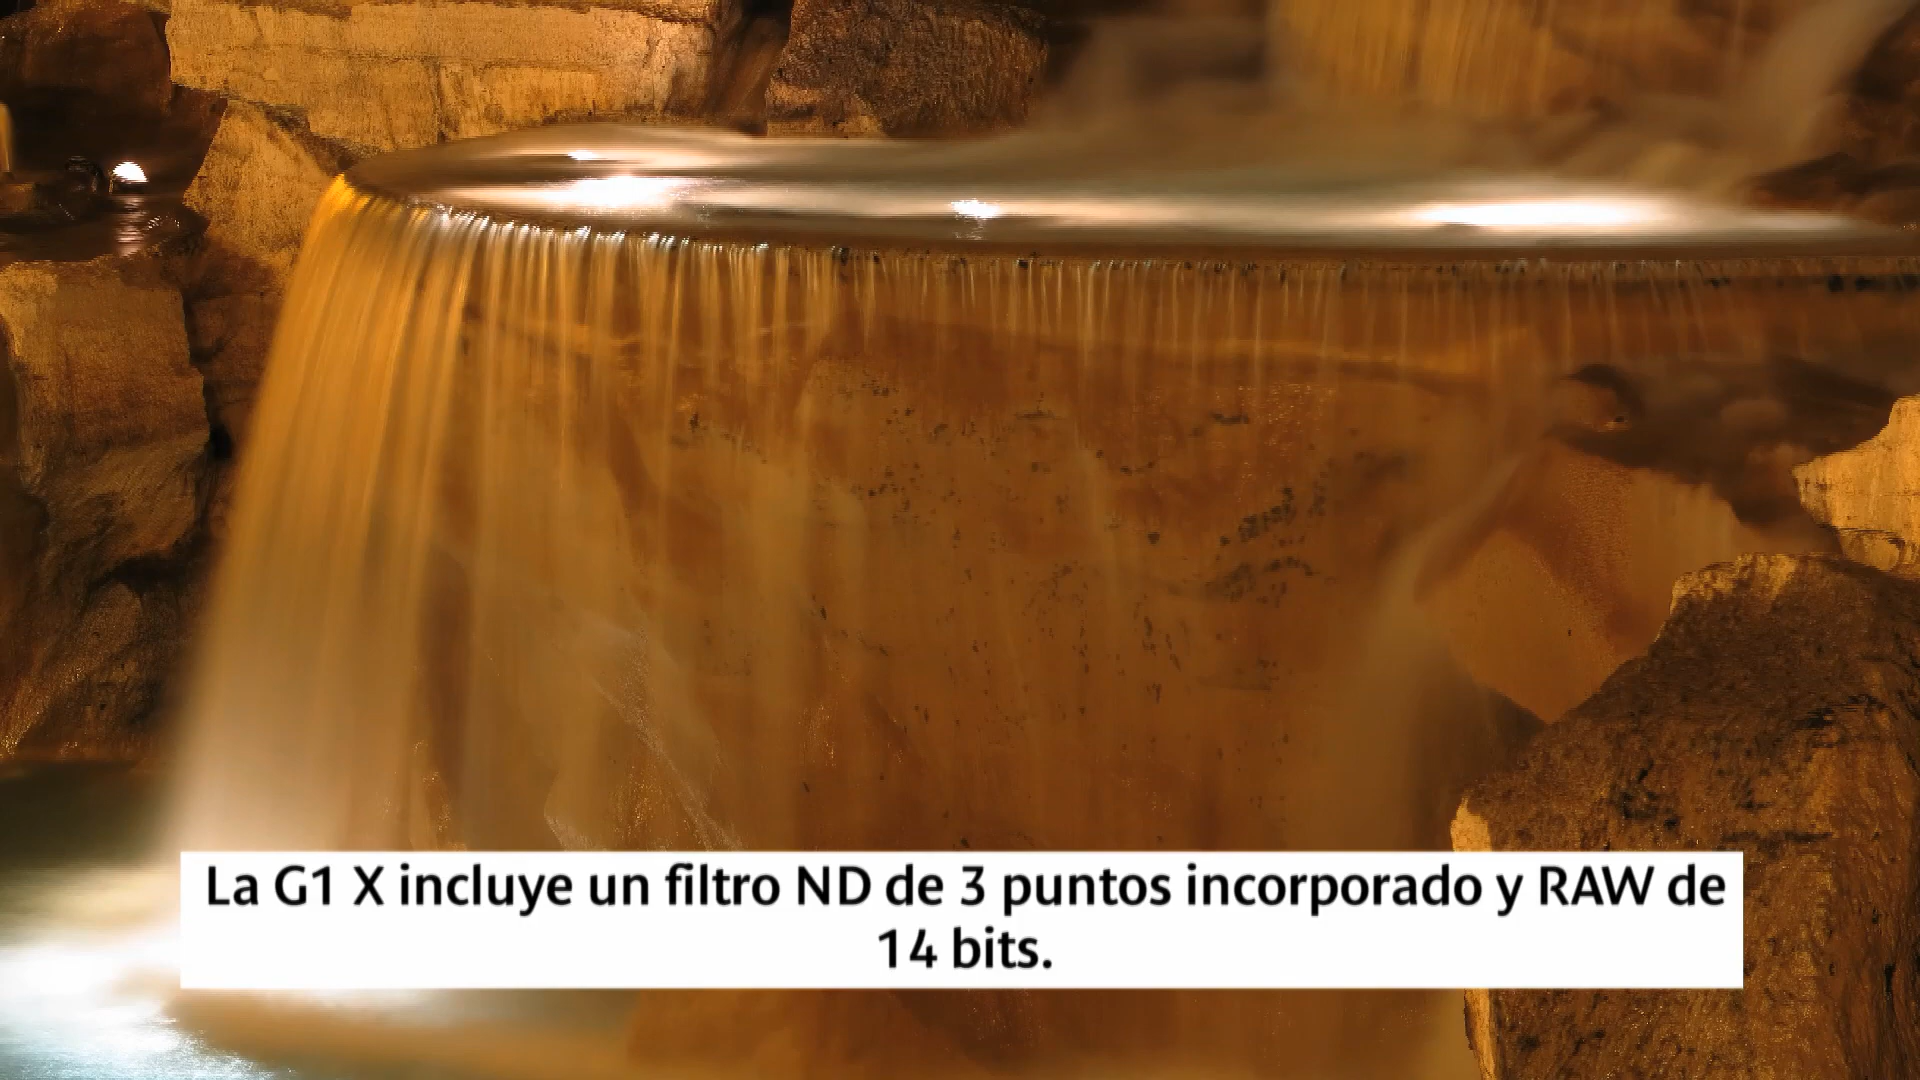 La G1 X incluye un filtro ND de 3 puntos incorporado y RAW de
14 bits.